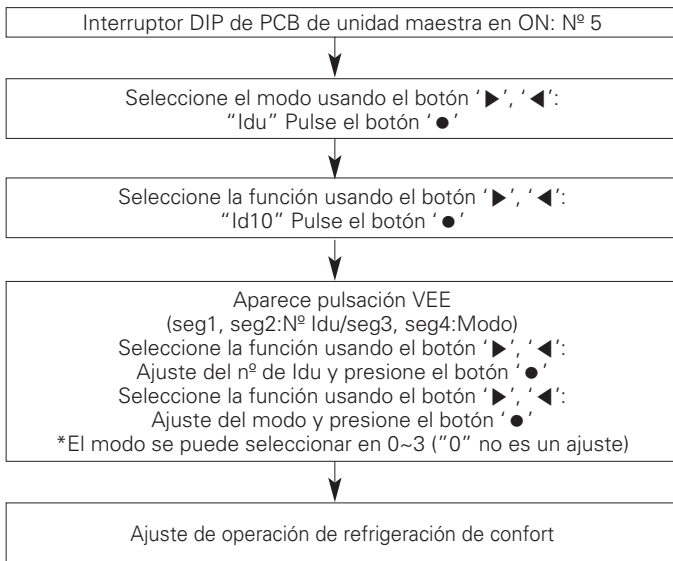 Interruptor DIP de PCB de unidad maestra en ON: Nº 5
Seleccione el modo usando el botón ‘▶’, ‘◀’:
“Idu” Pulse el botón ‘●’
Seleccione la función usando el botón ‘▶’, ‘◀’:
“Id10” Pulse el botón ‘●’
Aparece pulsación VEE
(seg1, seg2:Nº Idu/seg3, seg4:Modo)
Seleccione la función usando el botón ‘▶’, ‘◀’:
Ajuste del nº de Idu y presione el botón ‘●’
Seleccione la función usando el botón ‘▶’, ‘◀’:
Ajuste del modo y presione el botón ‘●’
*El modo se puede seleccionar en 0~3 (”0” no es un ajuste)
Ajuste de operación de refrigeración de confort